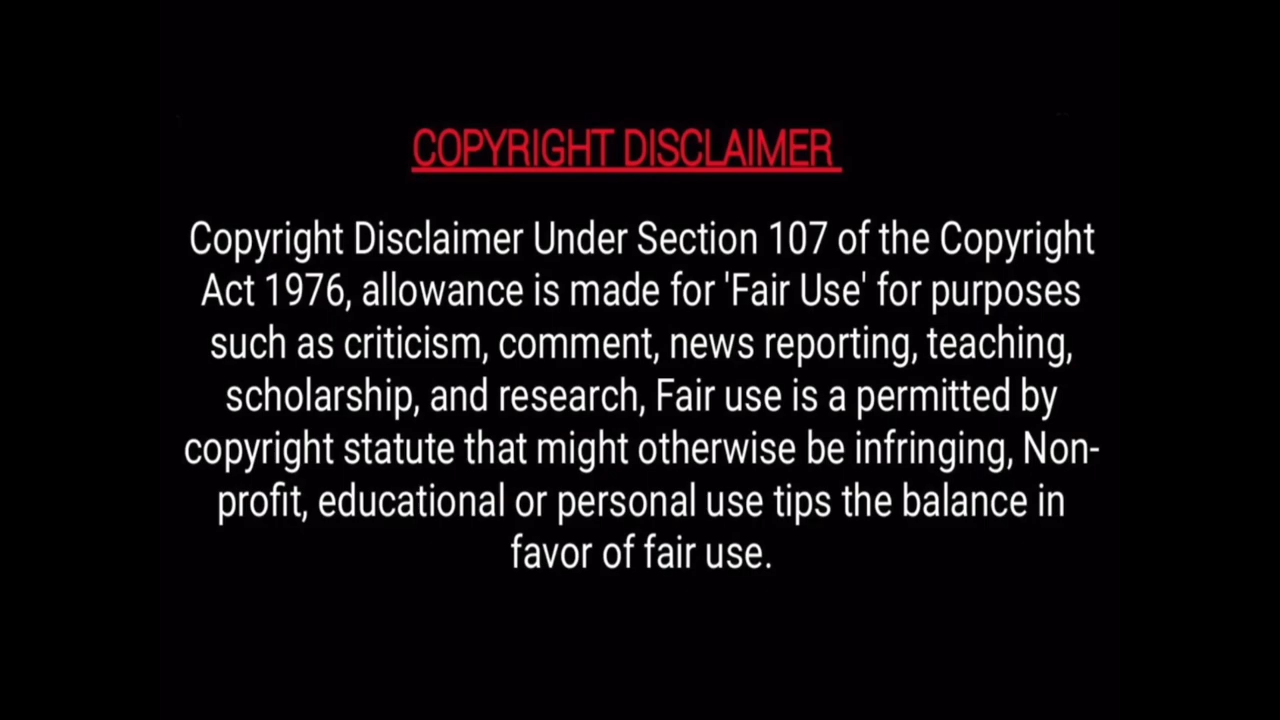 COPYRIGHT DISCLAIMER
Copyright Disclaimer Under Section 107 of the Copyright
Act 1976, allowance is made for 'Fair Use' for purposes
such as criticism, comment, news reporting, teaching,
scholarship, and research, Fair use is a permitted by
copyright statute that might otherwise be infringing, Non-
profit, educational or personal use tips the balance in
favor of fair use.